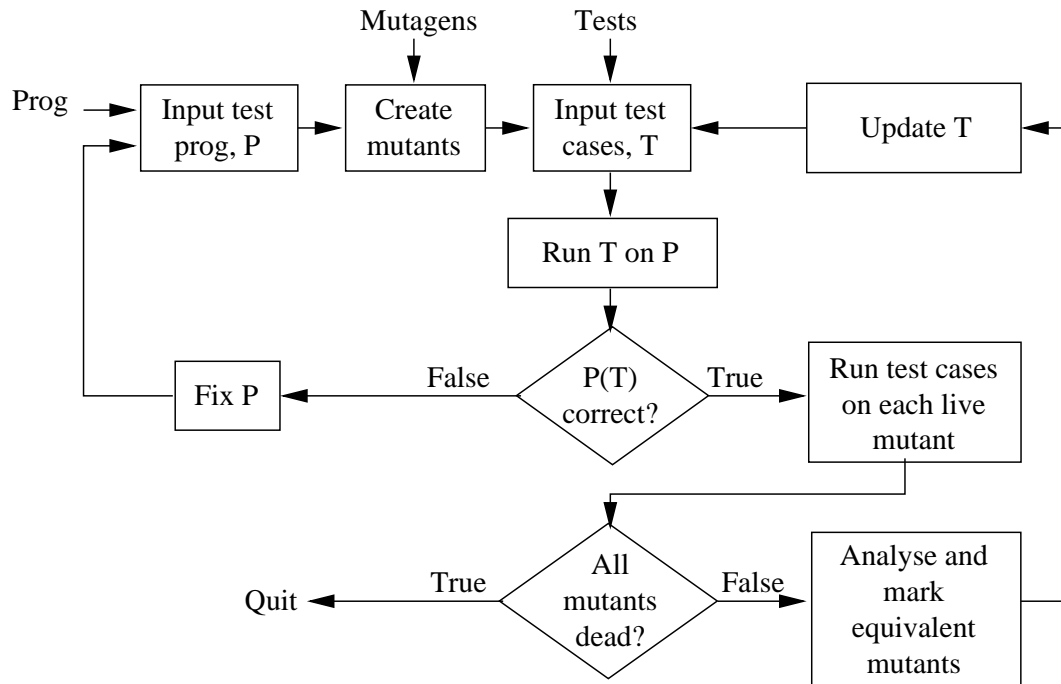 Mutagens
Tests
Prog
Input test
prog, P
Create
mutants
Input test
cases, T
Update T
Run T on P
Fix P
False
P(T)
correct?
True
Run test cases
on each live
mutant
Quit
True
All
mutants
dead?
False
Analyse and
mark
equivalent
mutants